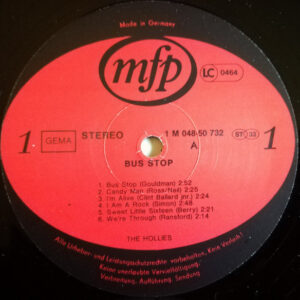 Made in Germany
mfp
LC 0464
1 GEMA STEREO 1 M 048-50 732 ST 33 1
A
BUS STOP
1. Bus Stop (Gouldman) 2:52
2. Candy Man (Ross/Neil) 2:25
3. I'm Alive (Clint Ballard jnr.) 2:24
4. I Am A Rock (Simon) 2:48
5. Sweet Little Sixteen (Berry) 2:21
6. We're Through (Ransford) 2:14
THE HOLLIES
Alle Urheber- und Leistungsschutzrechte vorbehalten. Kein Verleih!
Keine unerlaubte Vervielfältigung,
Vermietung, Aufführung, Sendung